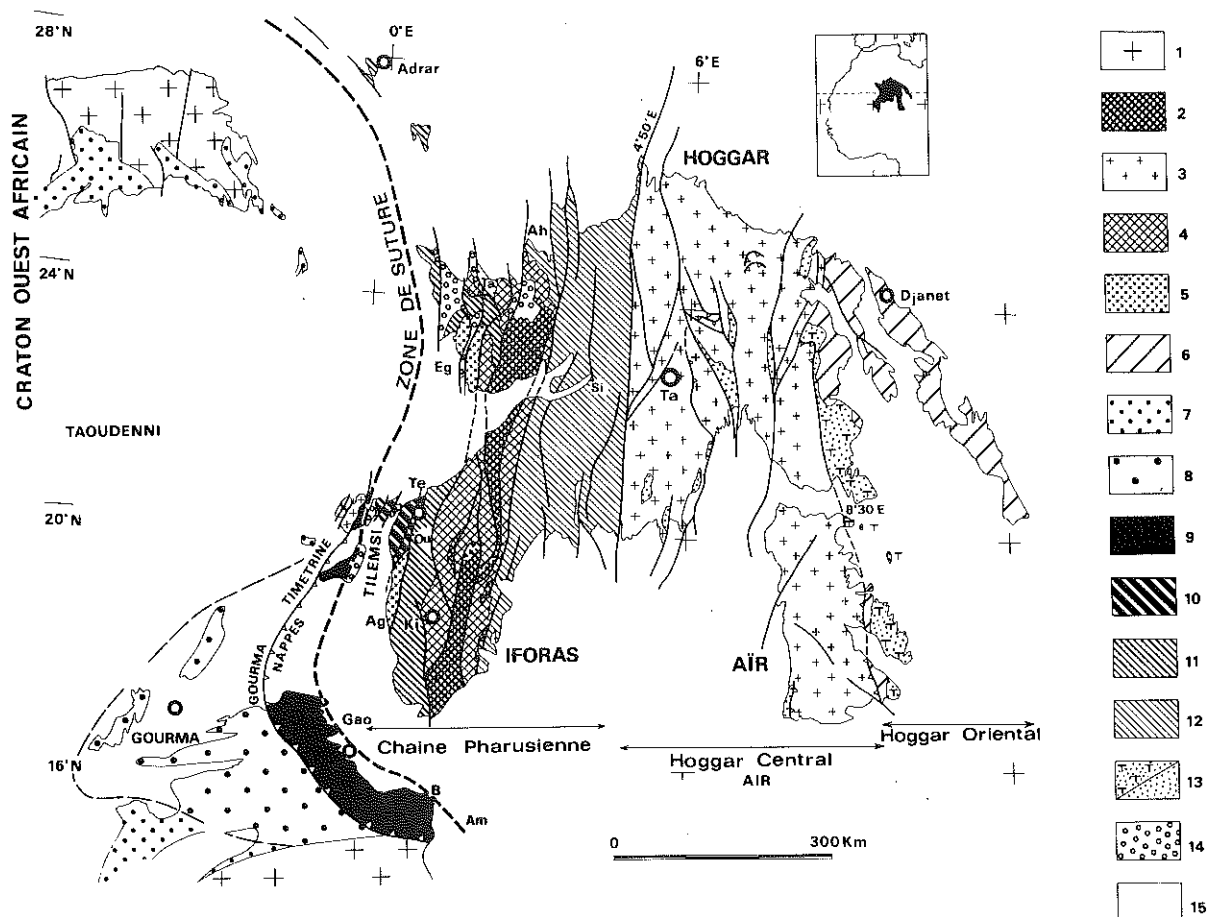 28°N
0°E
Adrar
6°E
4°50'E
HOGGAR
CRATON OUEST AFRICAIN
ZONE DE SUTURE
24°N
Ah
Djanet
Eg
Si
Ta
TAOUDENNI
20°N
Te
Ou
TIMETRINE
TILEMSI
8°30 E
Ag
Ki
IFORAS
AÏR
GOURMA
NAPPES
Gao
GOURMA
Chaine Pharusienne
Hoggar Central
AIR
Hoggar Oriental
16°N
B
Am
0
300 Km
1
2
3
4
5
6
7
8
9
10
11
12
T
13
14
15